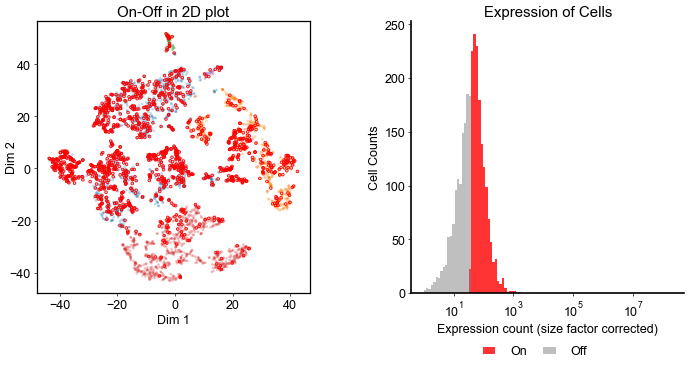 On-Off in 2D plot
Expression of Cells
40
20
0
−20
−40
Dim 2
−40 −20 0 20 40
Dim 1
250
200
150
100
50
0
Cell Counts
10^1 10^3 10^5 10^7
Expression count (size factor corrected)
On Off